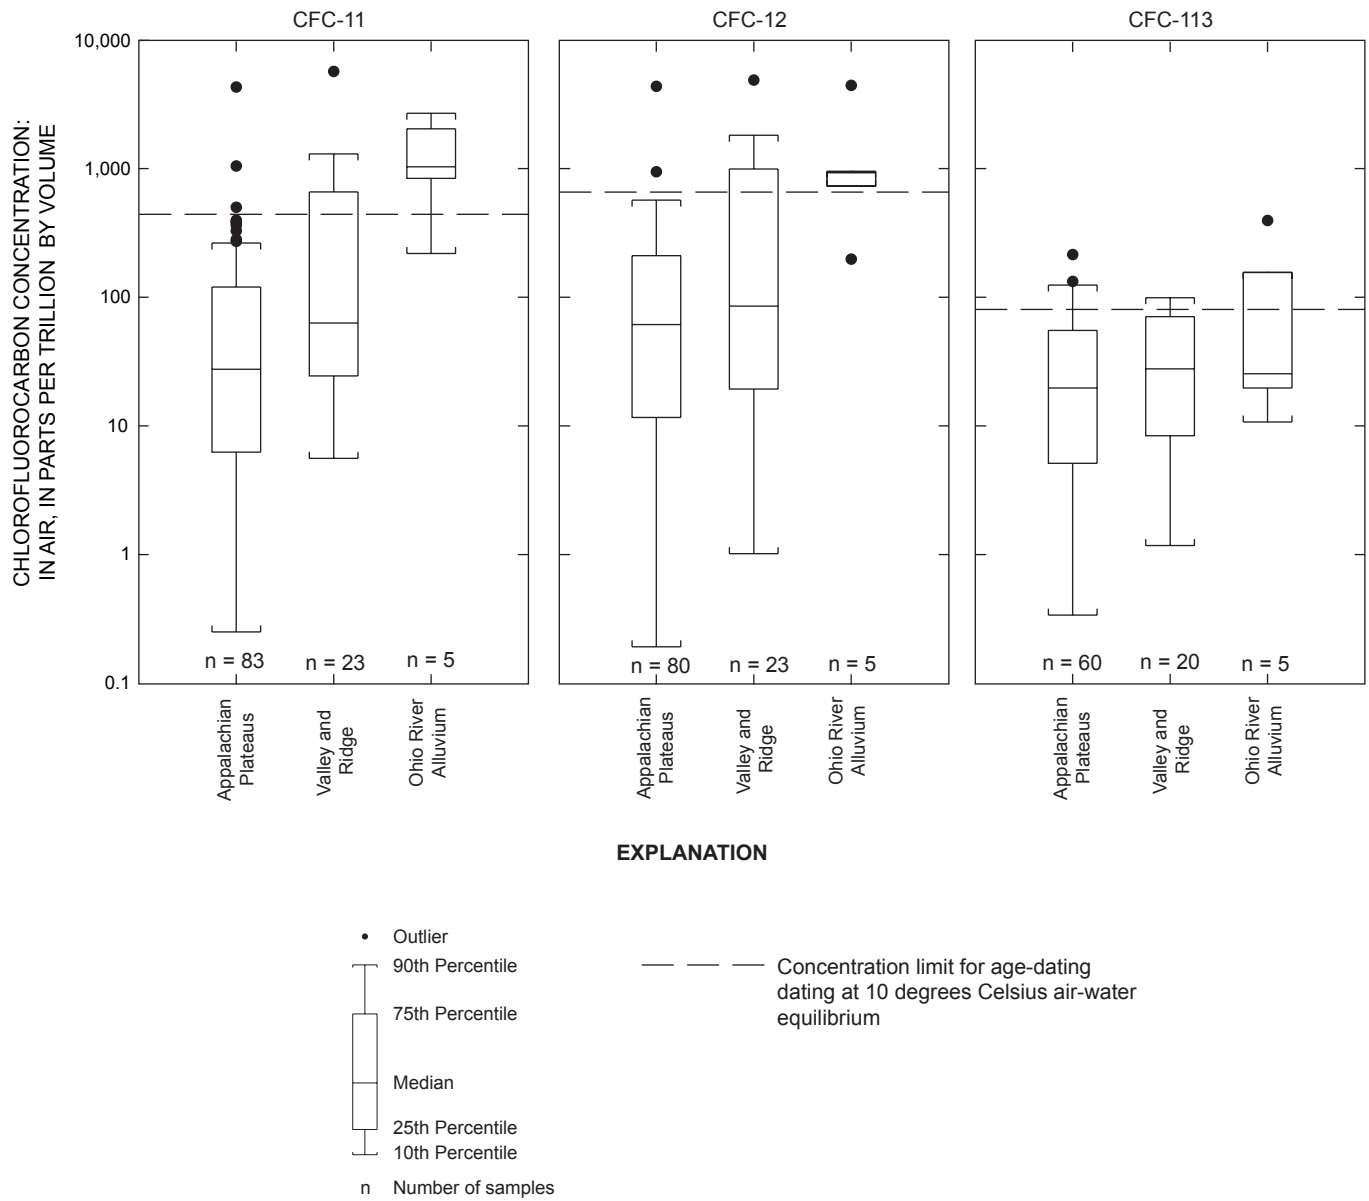 CFC-11
CFC-12
CFC-113
CHLOROFLUOROCARBON CONCENTRATION:
IN AIR, IN PARTS PER TRILLION BY VOLUME
10,000
1,000
100
10
1
0.1
n = 83
n = 23
n = 5
n = 80
n = 23
n = 5
n = 60
n = 20
n = 5
Appalachian
Plateaus
Valley and
Ridge
Ohio River
Alluvium
Appalachian
Plateaus
Valley and
Ridge
Ohio River
Alluvium
Appalachian
Plateaus
Valley and
Ridge
Ohio River
Alluvium
EXPLANATION
Outlier
90th Percentile
75th Percentile
Median
25th Percentile
10th Percentile
n Number of samples
Concentration limit for age-dating
dating at 10 degrees Celsius air-water
equilibrium